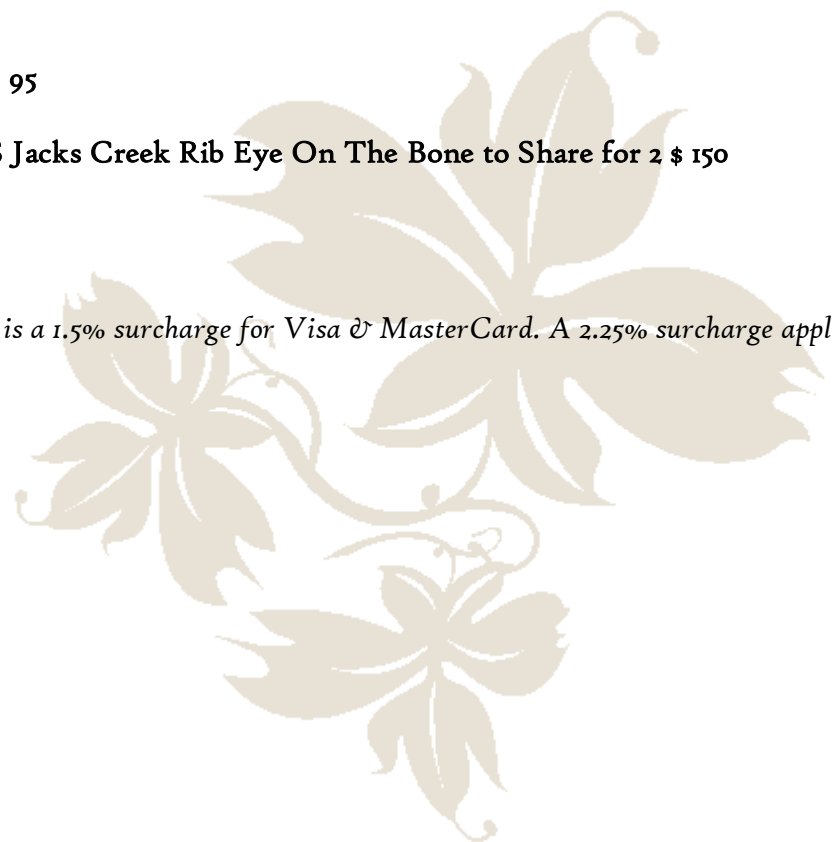 95
Jacks Creek Rib Eye On The Bone to Share for 2 $ 150
is a 1.5% surcharge for Visa & MasterCard. A 2.25% surcharge appl